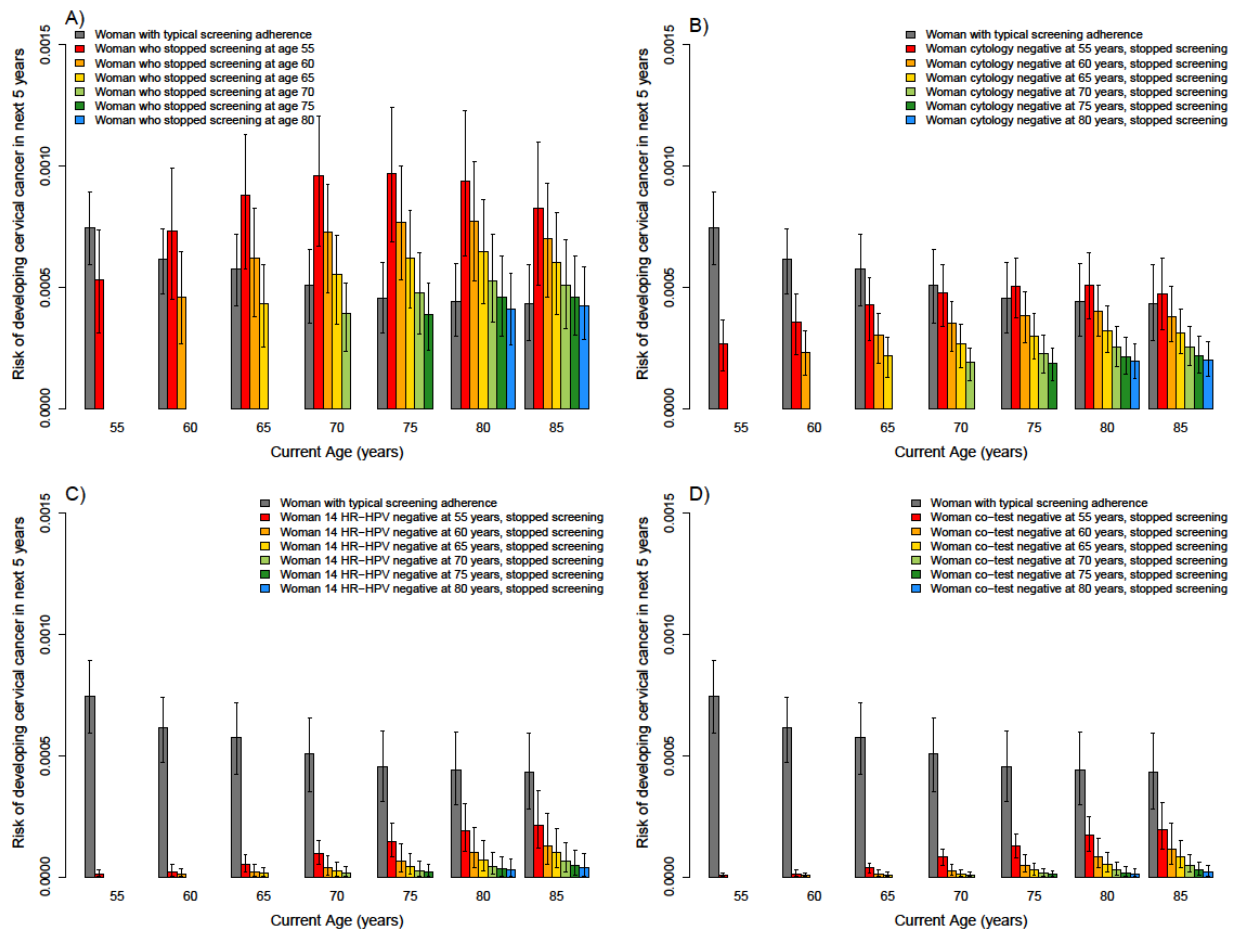 A)
Woman with typical screening adherence
Woman who stopped screening at age 55
Woman who stopped screening at age 60
Woman who stopped screening at age 65
Woman who stopped screening at age 70
Woman who stopped screening at age 75
Woman who stopped screening at age 80
Risk of developing cervical cancer in next 5 years
0.0015
0.0010
0.0005
0.0000
55 60 65 70 75 80 85
Current Age (years)
B)
Woman with typical screening adherence
Woman cytology negative at 55 years, stopped screening
Woman cytology negative at 60 years, stopped screening
Woman cytology negative at 65 years, stopped screening
Woman cytology negative at 70 years, stopped screening
Woman cytology negative at 75 years, stopped screening
Woman cytology negative at 80 years, stopped screening
Risk of developing cervical cancer in next 5 years
0.0015
0.0010
0.0005
0.0000
55 60 65 70 75 80 85
Current Age (years)
C)
Woman with typical screening adherence
Woman 14 HR−HPV negative at 55 years, stopped screening
Woman 14 HR−HPV negative at 60 years, stopped screening
Woman 14 HR−HPV negative at 65 years, stopped screening
Woman 14 HR−HPV negative at 70 years, stopped screening
Woman 14 HR−HPV negative at 75 years, stopped screening
Woman 14 HR−HPV negative at 80 years, stopped screening
Risk of developing cervical cancer in next 5 years
0.0015
0.0010
0.0005
0.0000
55 60 65 70 75 80 85
Current Age (years)
D)
Woman with typical screening adherence
Woman co−test negative at 55 years, stopped screening
Woman co−test negative at 60 years, stopped screening
Woman co−test negative at 65 years, stopped screening
Woman co−test negative at 70 years, stopped screening
Woman co−test negative at 75 years, stopped screening
Woman co−test negative at 80 years, stopped screening
Risk of developing cervical cancer in next 5 years
0.0015
0.0010
0.0005
0.0000
55 60 65 70 75 80 85
Current Age (years)